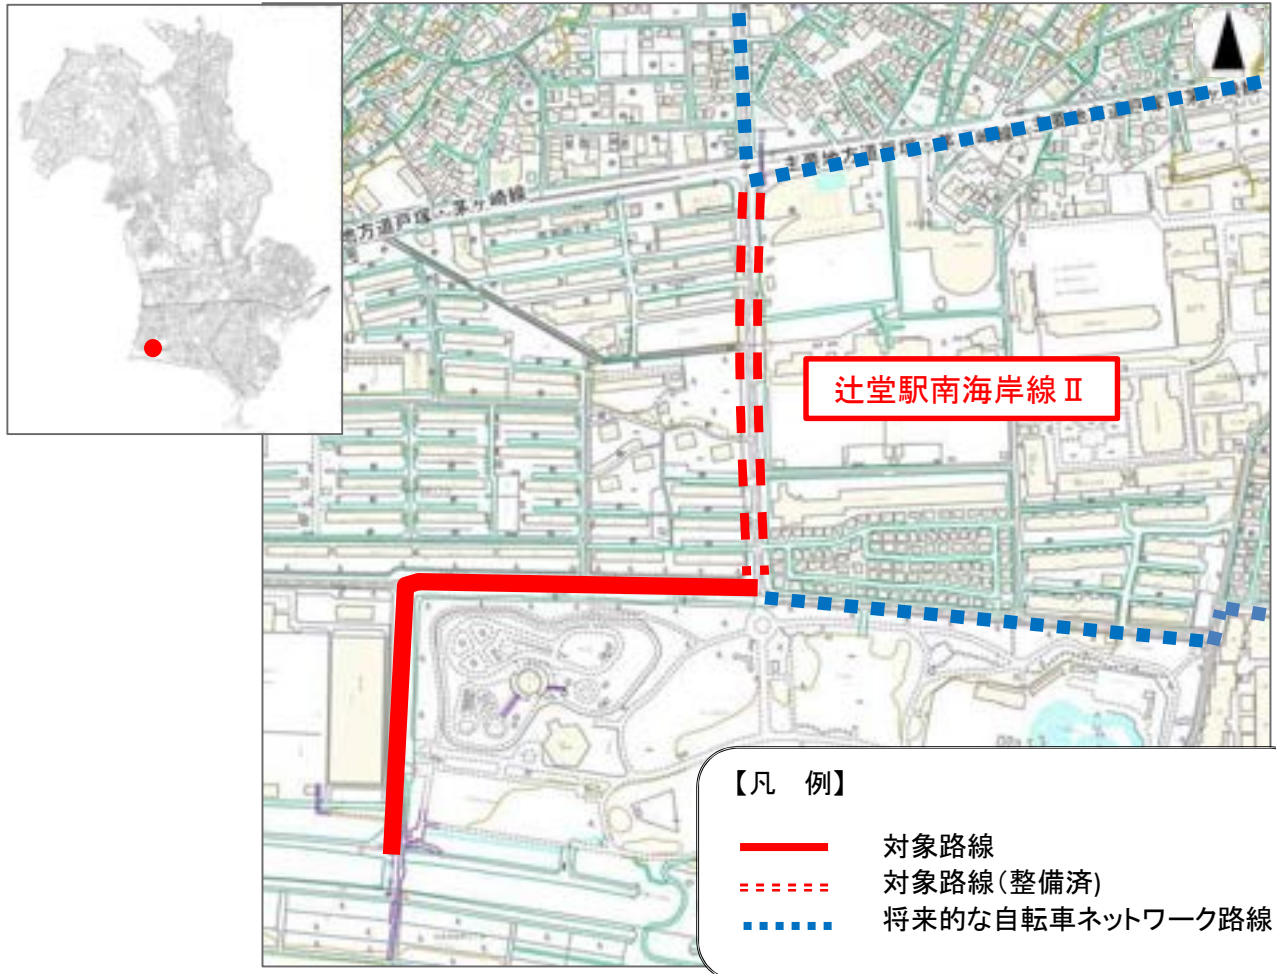 地方道戸塚・茅ヶ崎線
辻堂駅南海岸線Ⅱ
【凡　例】
対象路線
対象路線(整備済)
将来的な自転車ネットワーク路線